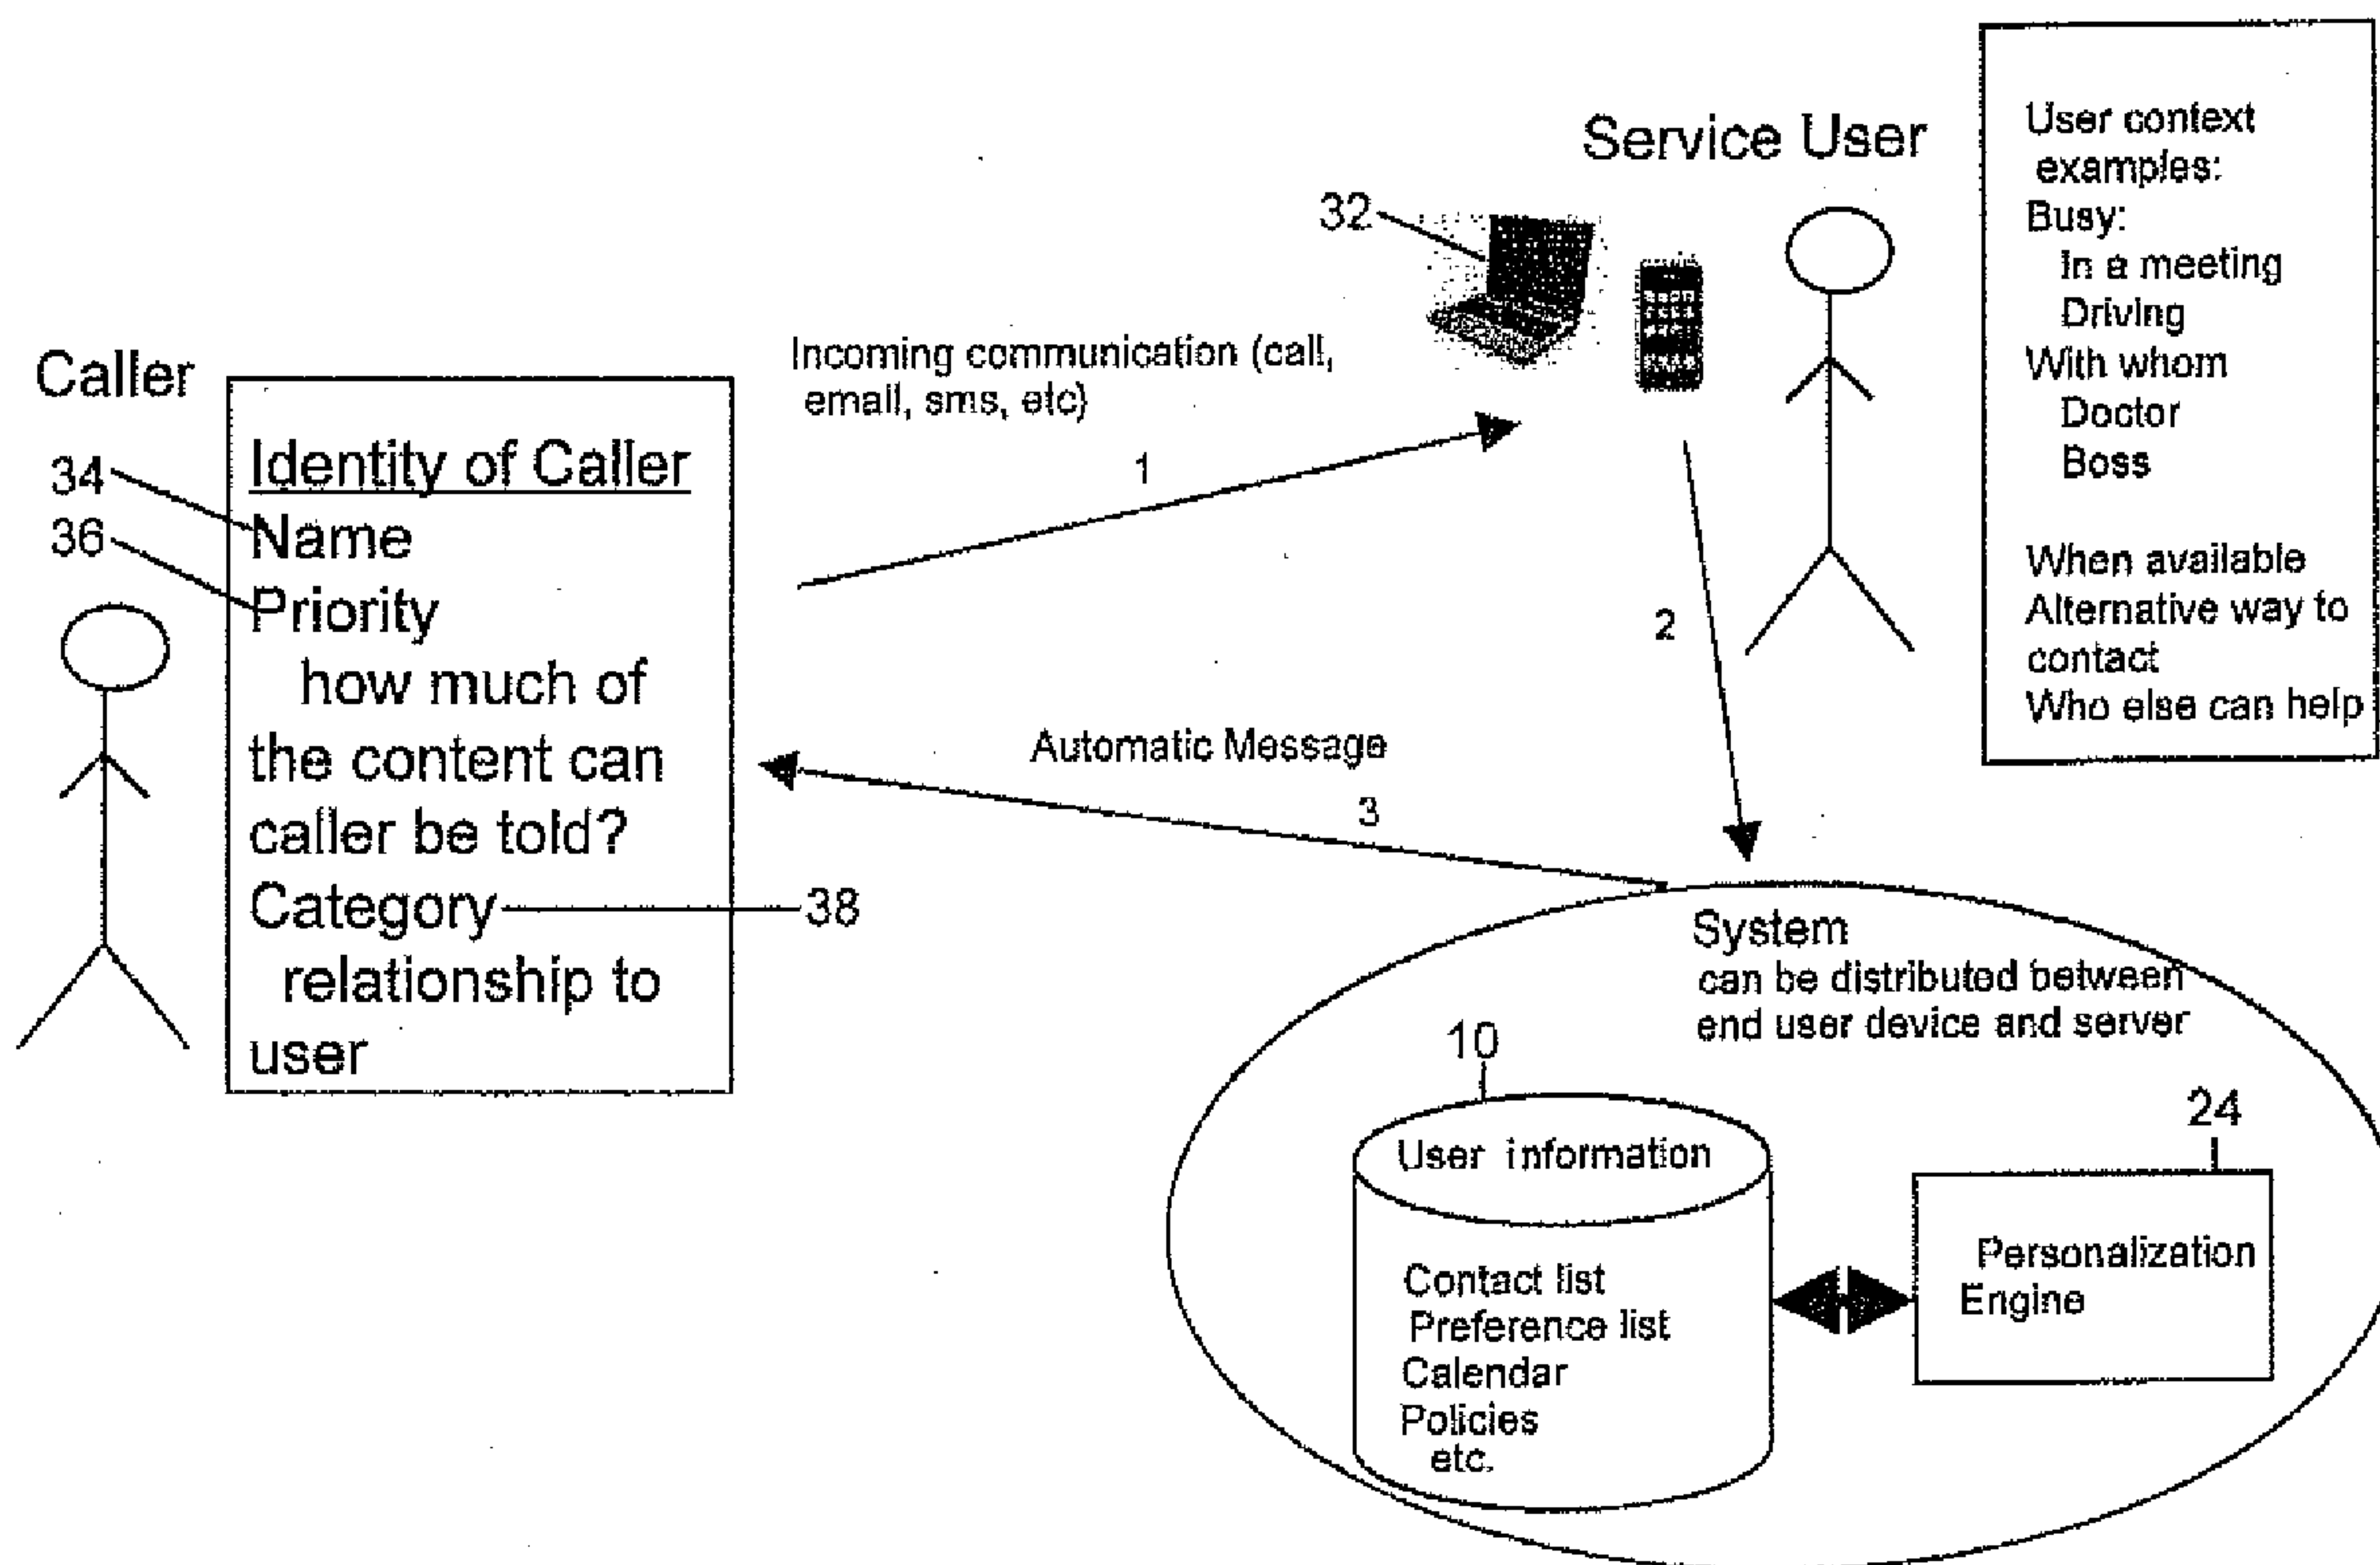 Caller
34
36
Identity of Caller
Name
Priority
how much of
the content can
caller be told?
Category
38
relationship to
user
Incoming communication (call,
email, sms, etc)
1
Service User
32
User context
examples:
Busy:
In a meeting
Driving
With whom
Doctor
Boss
When available
Alternative way to
contact
Who else can help
2
Automatic Message
3
System
can be distributed between
end user device and server
10
User information
Contact list
Preference list
Calendar
Policies
etc.
24
Personalization
Engine